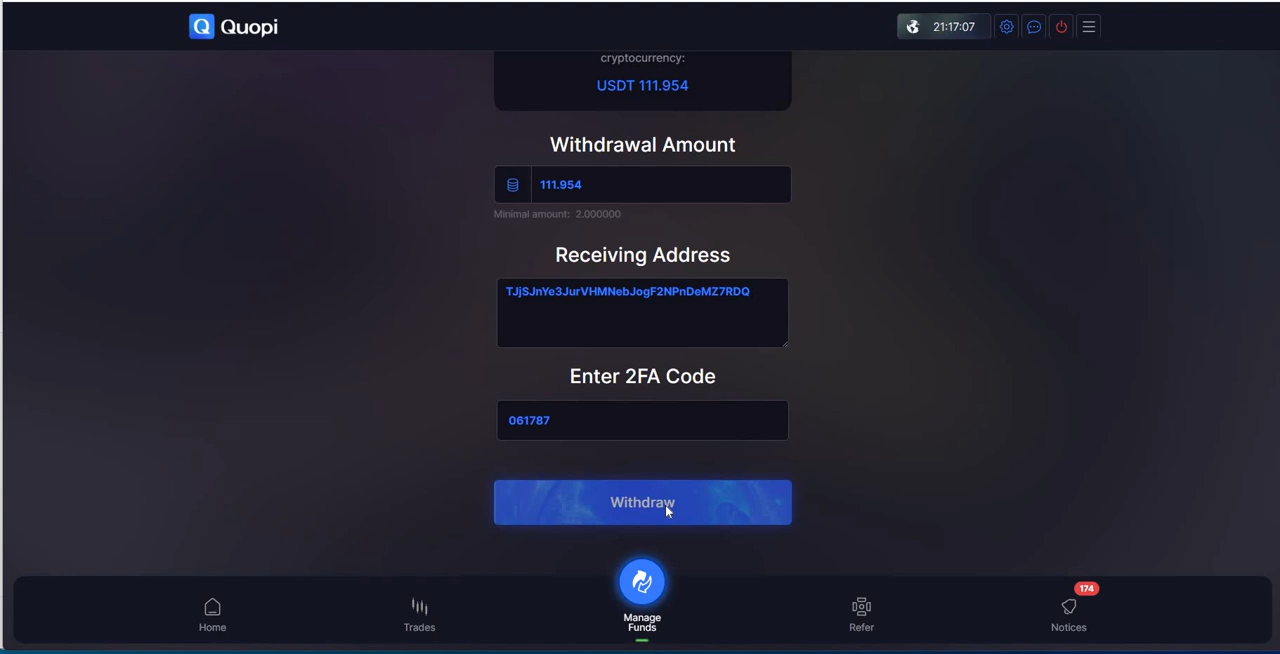 Quopi
21:17:07
cryptocurrency:
USDT 111.954
Withdrawal Amount
111.954
Minimal amount: 2.000000
Receiving Address
TJjSJnYe3JurVHMNebJogF2NPnDeMZ7RDQ
Enter 2FA Code
061787
Withdraw
Home
Trades
Manage
Funds
Refer
174
Notices